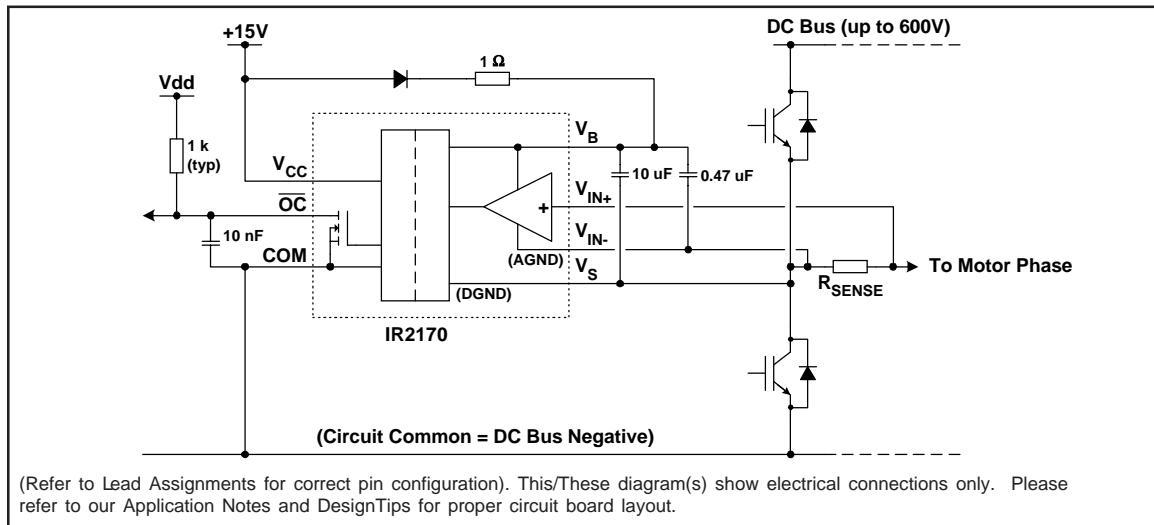 DC Bus (up to 600V)
+15V
1 Ω
Vdd
1 k
(typ)
VB
VCC
10 uF
0.47 uF
OC
VIN+
+
10 nF
VIN-
COM
(AGND)
VS
To Motor Phase
RSENSE
(DGND)
IR2170
(Circuit Common = DC Bus Negative)
(Refer to Lead Assignments for correct pin configuration). This/These diagram(s) show electrical connections only. Please
refer to our Application Notes and DesignTips for proper circuit board layout.